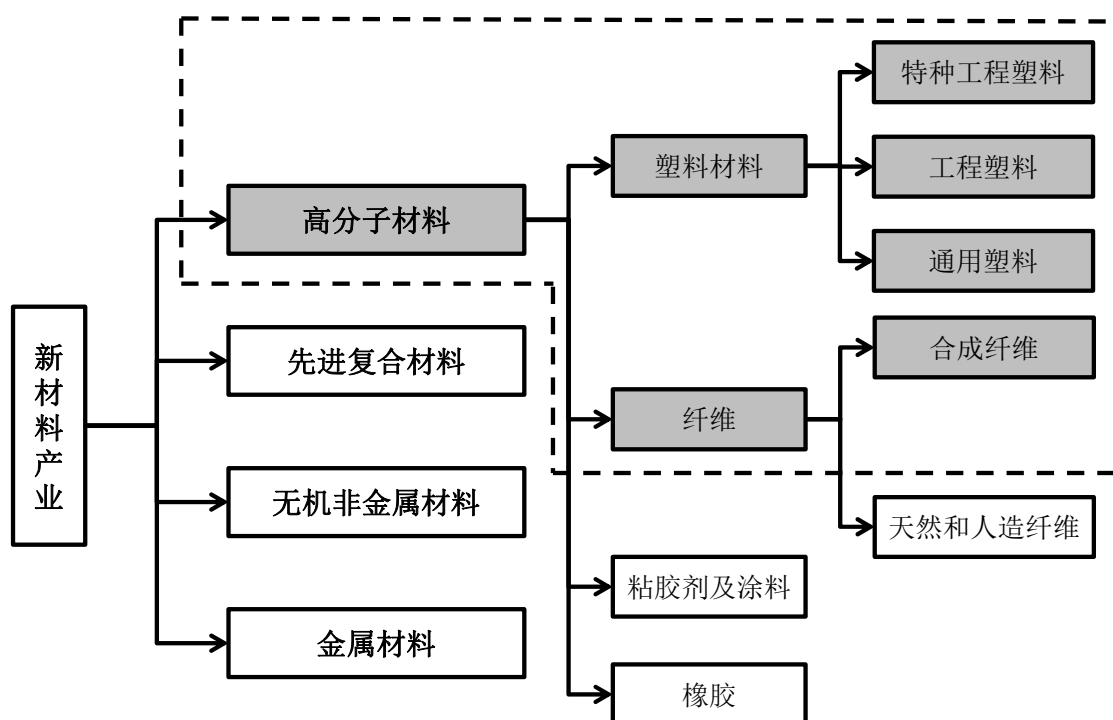 新材料产业
高分子材料
先进复合材料
无机非金属材料
金属材料
塑料材料
纤维
粘胶剂及涂料
橡胶
特种工程塑料
工程塑料
通用塑料
合成纤维
天然和人造纤维